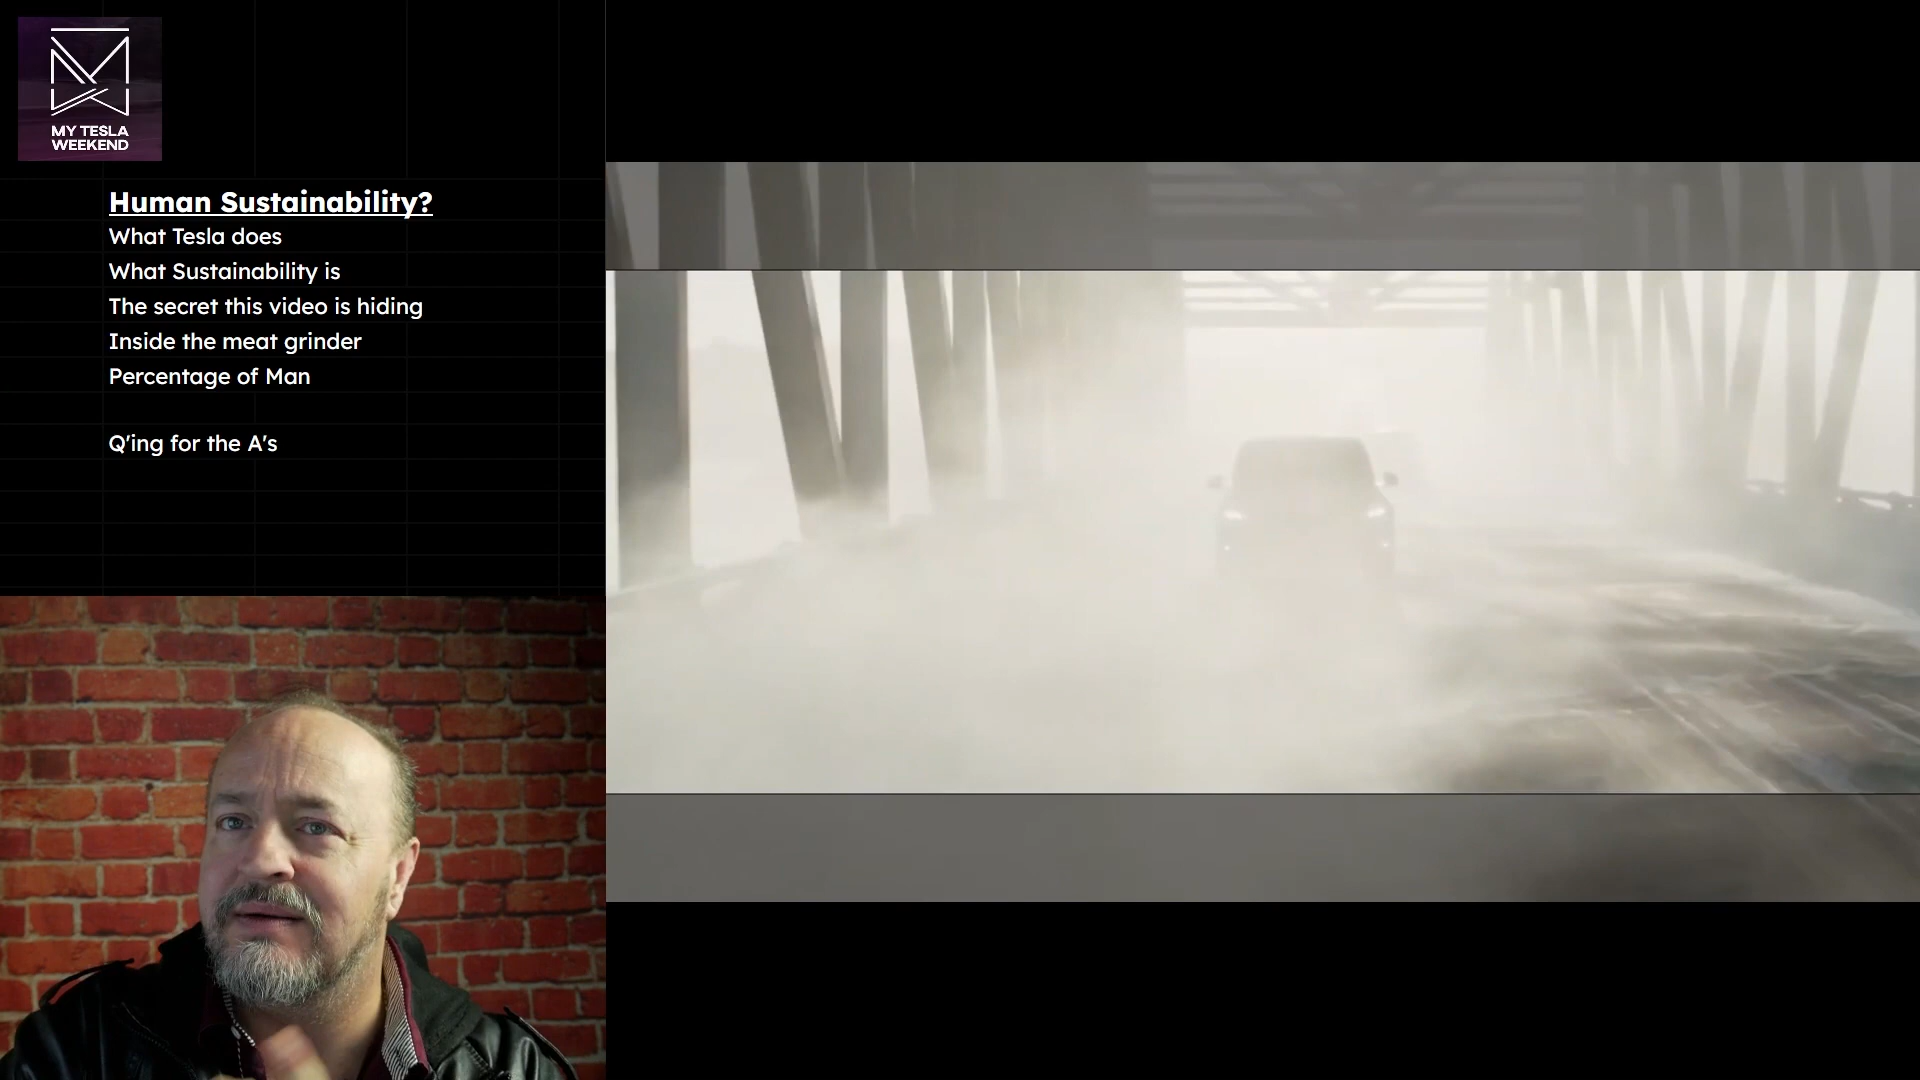 MY TESLA
WEEKEND
Human Sustainability?
What Tesla does
What Sustainability is
The secret this video is hiding
Inside the meat grinder
Percentage of Man
Q'ing for the A's